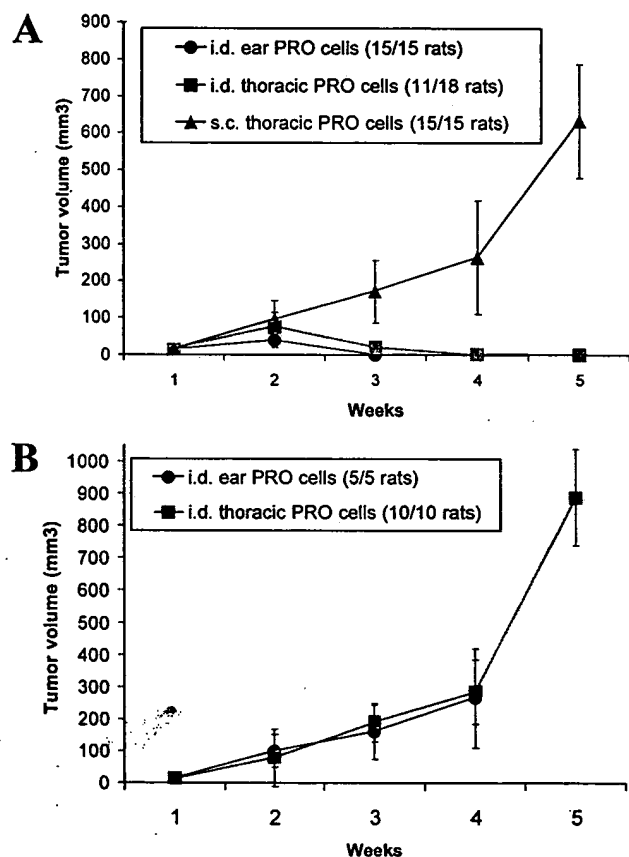 A
i.d. ear PRO cells (15/15 rats)
i.d. thoracic PRO cells (11/18 rats)
s.c. thoracic PRO cells (15/15 rats)
Tumor volume (mm3)
900
800
700
600
500
400
300
200
100
0
1 2 3 4 5
Weeks
B
i.d. ear PRO cells (5/5 rats)
i.d. thoracic PRO cells (10/10 rats)
Tumor volume (mm3)
1000
900
800
700
600
500
400
300
200
100
0
1 2 3 4 5
Weeks